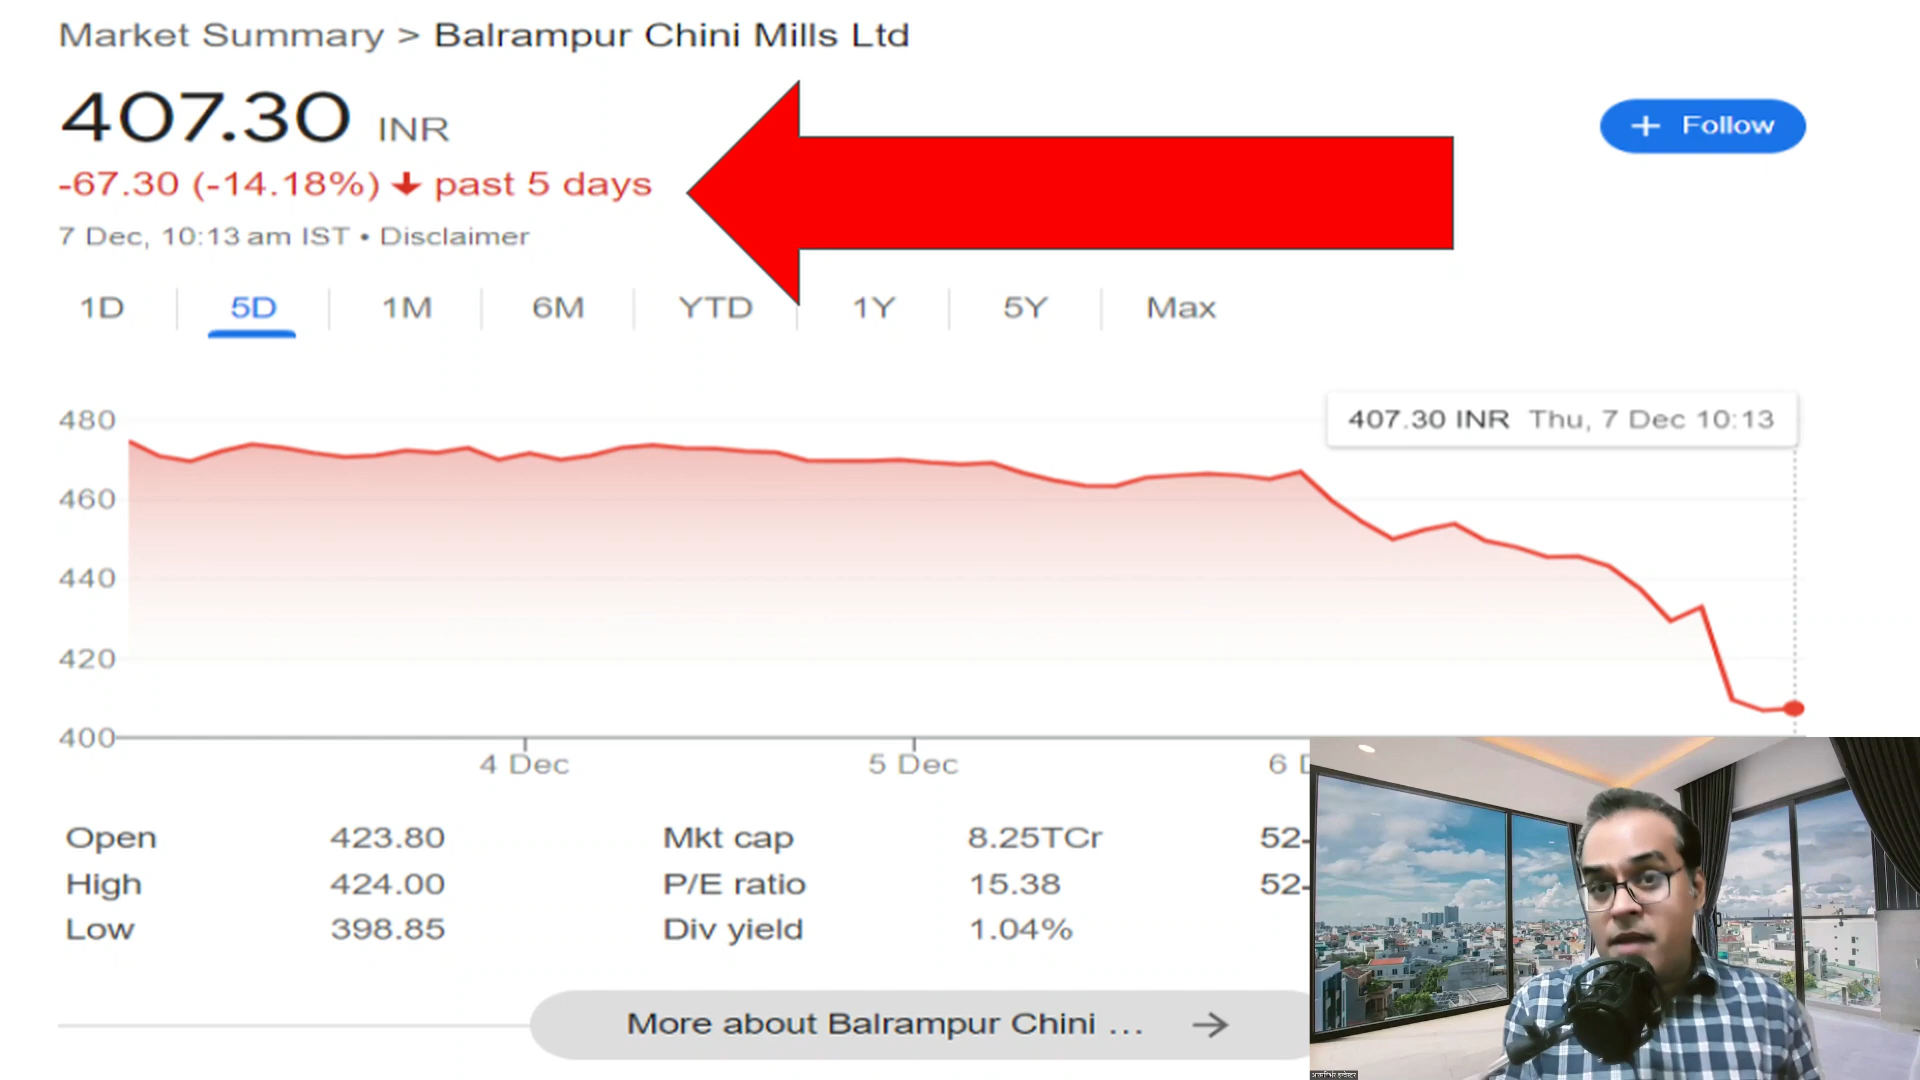 Market Summary > Balrampur Chini Mills Ltd
407.30 INR
+ Follow
-67.30 (-14.18%) ↓ past 5 days
7 Dec, 10:13 am IST • Disclaimer
1D 5D 1M 6M YTD 1Y 5Y Max
407.30 INR Thu, 7 Dec 10:13
480
460
440
420
400
4 Dec 5 Dec 6 D
Open 423.80 Mkt cap 8.25TCr 52-
High 424.00 P/E ratio 15.38 52-
Low 398.85 Div yield 1.04%
More about Balrampur Chini ... →